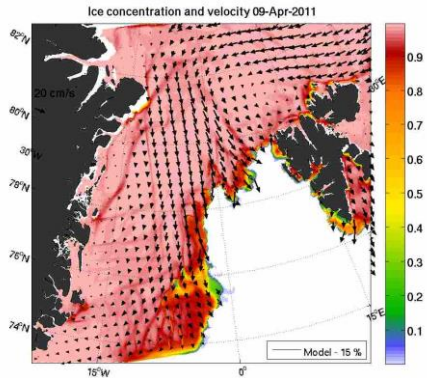 Ice concentration and velocity 09-Apr-2011
82°N
20 cm/s
80°N
30°W
78°N
76°N
74°N
15°W
0°
15°E
30°E
Model - 15 %
0.9
0.8
0.7
0.6
0.5
0.4
0.3
0.2
0.1